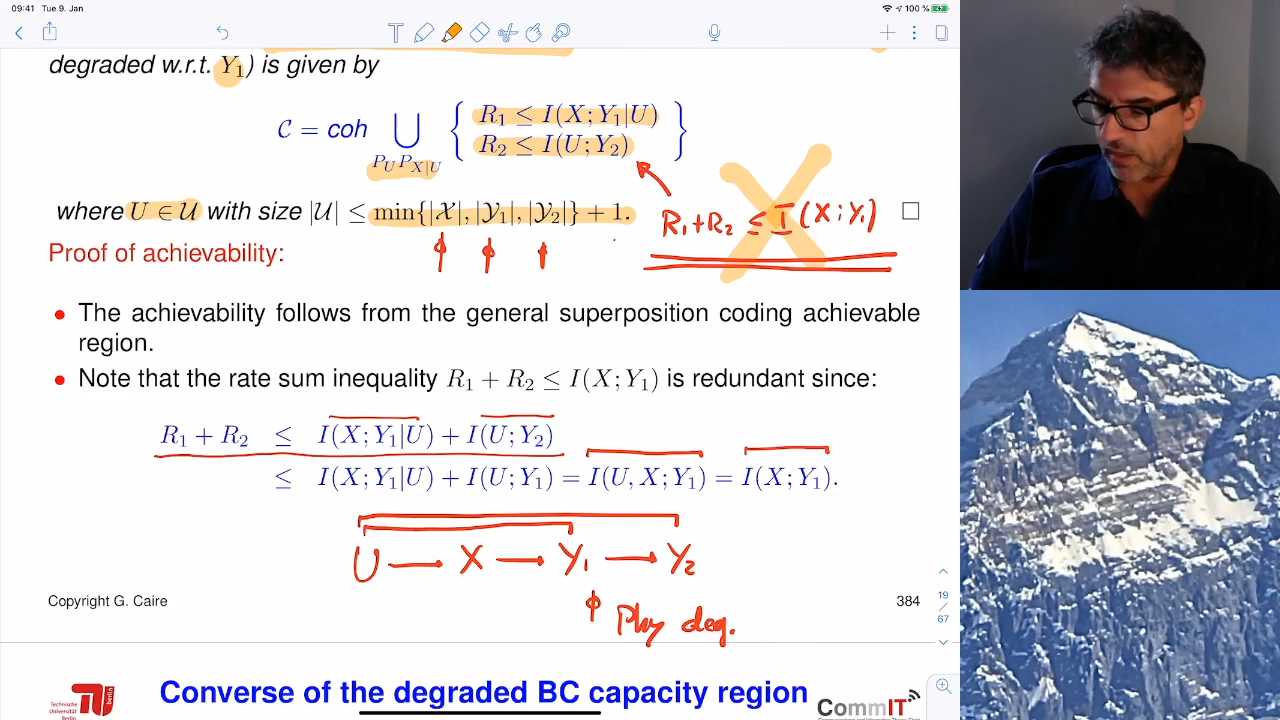 09:41 Tue 9. Jan
100 %
degraded w.r.t. Y₁) is given by
C = coh ⋃_{P_U P_{X|U}} { R₁ ≤ I(X; Y₁|U)
R₂ ≤ I(U; Y₂) }
where U ∈ 𝒰 with size |𝒰| ≤ min{|𝒳|, |𝒴₁|, |𝒴₂|} + 1. □
R₁+R₂ ≤ I(X;Y₁)
Proof of achievability:
• The achievability follows from the general superposition coding achievable
region.
• Note that the rate sum inequality R₁ + R₂ ≤ I(X; Y₁) is redundant since:
R₁ + R₂ ≤ I(X; Y₁|U) + I(U; Y₂)
≤ I(X; Y₁|U) + I(U; Y₁) = I(U, X; Y₁) = I(X; Y₁).
U → X → Y₁ → Y₂
Phy deg.
Copyright G. Caire 384
19
/
67
Technische
Universität
Berlin
Converse of the degraded BC capacity region
CommIT